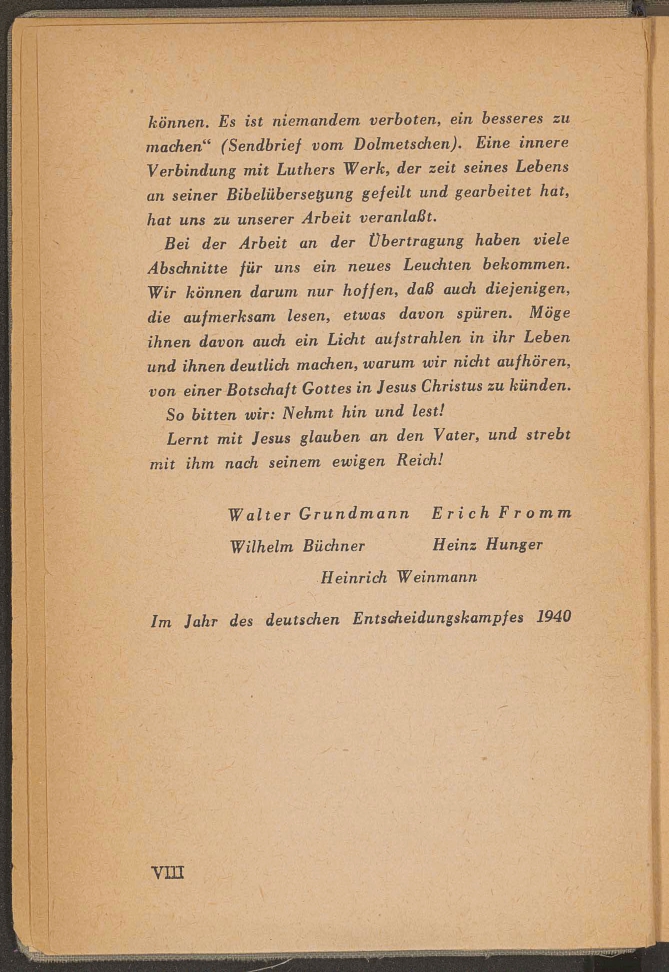 können. Es ist niemandem verboten, ein besseres zu
machen“ (Sendbrief vom Dolmetschen). Eine innere
Verbindung mit Luthers Werk, der zeit seines Lebens
an seiner Bibelübersetzung gefeilt und gearbeitet hat,
hat uns zu unserer Arbeit veranlaßt.
Bei der Arbeit an der Übertragung haben viele
Abschnitte für uns ein neues Leuchten bekommen.
Wir können darum nur hoffen, daß auch diejenigen,
die aufmerksam lesen, etwas davon spüren. Möge
ihnen davon auch ein Licht aufstrahlen in ihr Leben
und ihnen deutlich machen, warum wir nicht aufhören,
von einer Botschaft Gottes in Jesus Christus zu künden.
So bitten wir: Nehmt hin und lest!
Lernt mit Jesus glauben an den Vater, und strebt
mit ihm nach seinem ewigen Reich!
Walter Grundmann Erich Fromm
Wilhelm Büchner Heinz Hunger
Heinrich Weinmann
Im Jahr des deutschen Entscheidungskampfes 1940
VIII